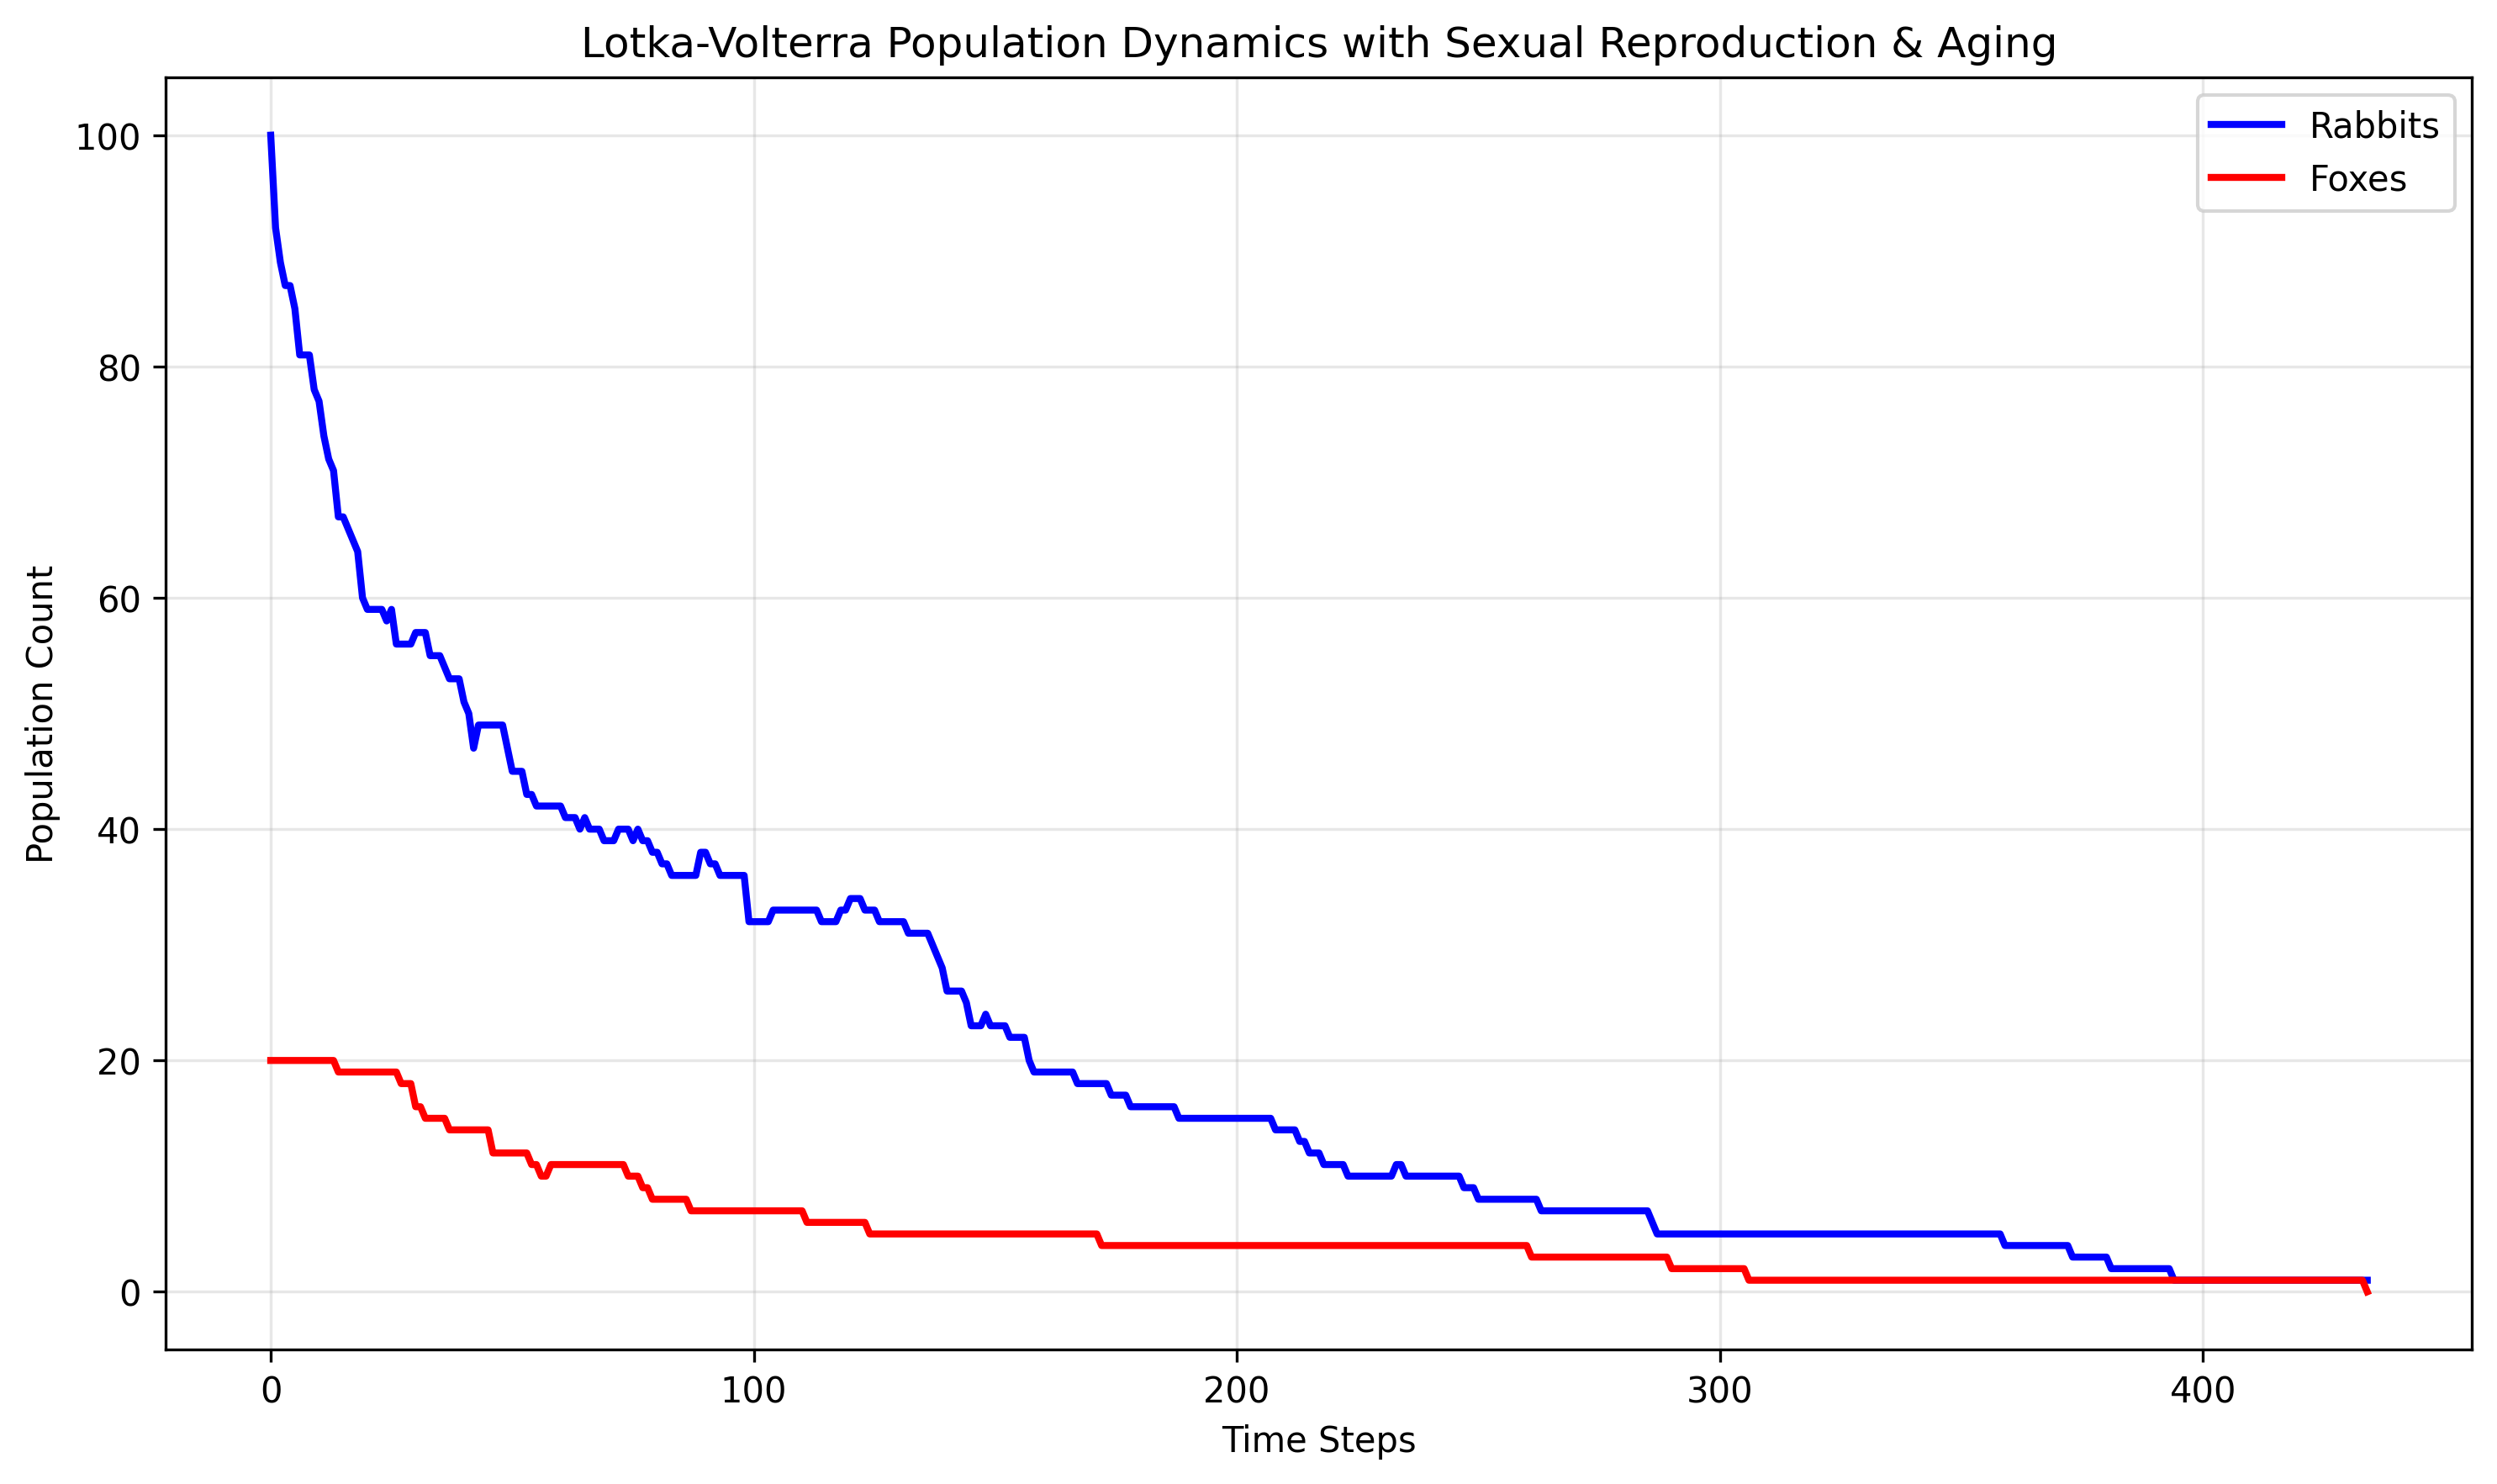 Lotka-Volterra Population Dynamics with Sexual Reproduction & Aging
Rabbits
Foxes
Population Count
100
80
60
40
20
0
0 100 200 300 400
Time Steps